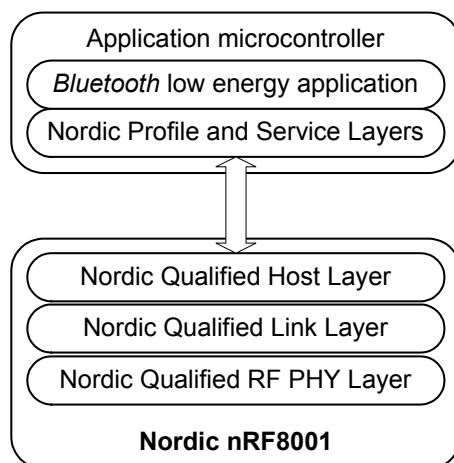 Application microcontroller
Bluetooth low energy application
Nordic Profile and Service Layers
Nordic Qualified Host Layer
Nordic Qualified Link Layer
Nordic Qualified RF PHY Layer
Nordic nRF8001